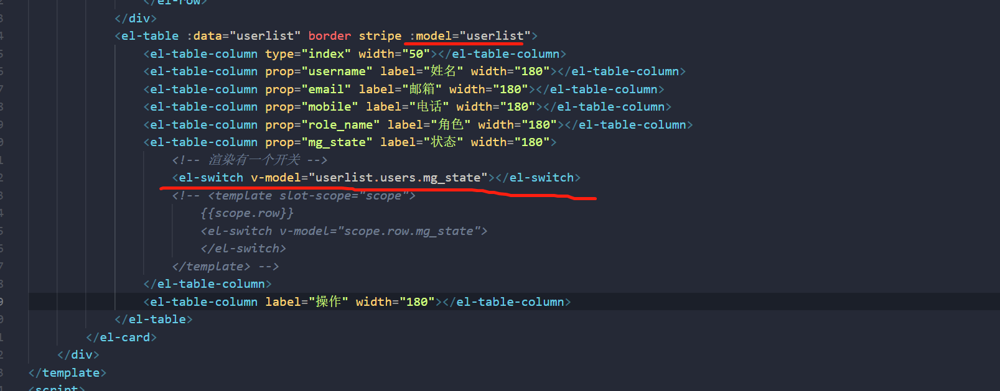 </el-row>
</div>
<el-table :data="userlist" border stripe :model="userlist">
<el-table-column type="index" width="50"></el-table-column>
<el-table-column prop="username" label="姓名" width="180"></el-table-column>
<el-table-column prop="email" label="邮箱" width="180"></el-table-column>
<el-table-column prop="mobile" label="电话" width="180"></el-table-column>
<el-table-column prop="role_name" label="角色" width="180"></el-table-column>
<el-table-column prop="mg_state" label="状态" width="180">
<!-- 渲染有一个开关 -->
<el-switch v-model="userlist.users.mg_state"></el-switch>
<!-- <template slot-scope="scope">
{{scope.row}}
<el-switch v-model="scope.row.mg_state">
</el-switch>
</template> -->
</el-table-column>
<el-table-column label="操作" width="180"></el-table-column>
</el-table>
</el-card>
</div>
</template>
<script>